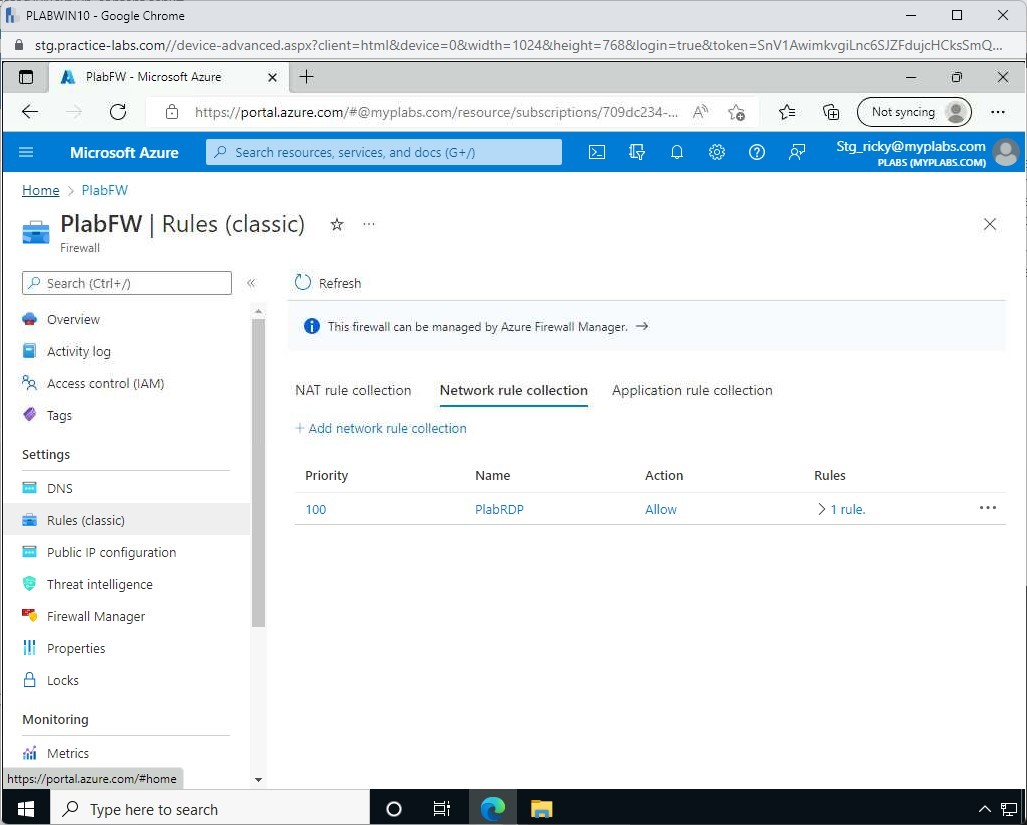 PLABWIN10 - Google Chrome
stg.practice-labs.com//device-advanced.aspx?client=html&device=0&width=1024&height=768&login=true&token=SnV1AwimkvgiLnc6SJZFdujcHCksSmQ...
PlabFW - Microsoft Azure
https://portal.azure.com/#@myplabs.com/resource/subscriptions/709dc234-...
Not syncing
Microsoft Azure
Search resources, services, and docs (G+/)
Stg_ricky@myplabs.com
PLABS (MYPLABS.COM)
Home > PlabFW
PlabFW | Rules (classic)
Firewall
Search (Ctrl+/)
Refresh
Overview
This firewall can be managed by Azure Firewall Manager. →
Activity log
Access control (IAM)
Tags
NAT rule collection
Network rule collection
Application rule collection
+ Add network rule collection
Settings
Priority Name Action Rules
100 PlabRDP Allow > 1 rule.
DNS
Rules (classic)
Public IP configuration
Threat intelligence
Firewall Manager
Properties
Locks
Monitoring
Metrics
https://portal.azure.com/#home
Type here to search